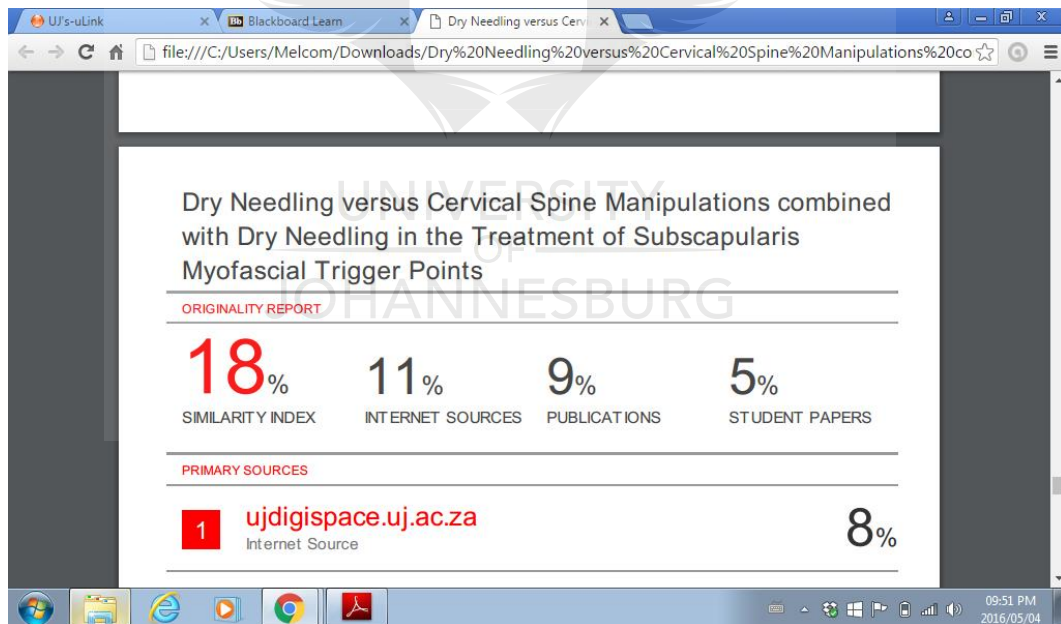 UJ's-uLink
Bb Blackboard Learn
Dry Needling versus Cervi
file:///C:/Users/Melcom/Downloads/Dry%20Needling%20versus%20Cervical%20Spine%20Manipulations%20co
UNIVERSITY
OF
JOHANNESBURG
Dry Needling versus Cervical Spine Manipulations combined
with Dry Needling in the Treatment of Subscapularis
Myofascial Trigger Points
ORIGINALITY REPORT
18% 11% 9% 5%
SIMILARITY INDEX INTERNET SOURCES PUBLICATIONS STUDENT PAPERS
PRIMARY SOURCES
1 ujdigispace.uj.ac.za 8%
Internet Source
09:51 PM
2016/05/04